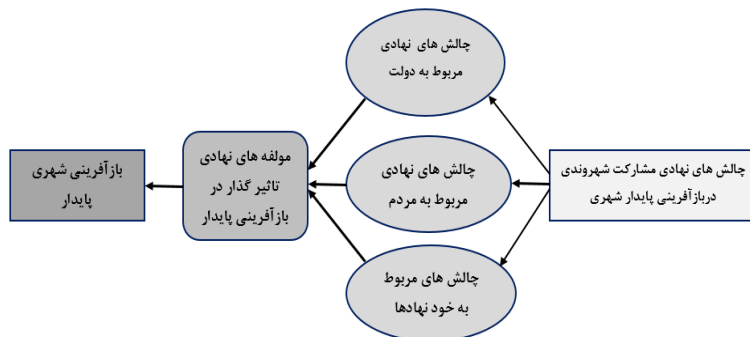 چالش های نهادی مشارکت شهروندی
دربازآفرینی پایدار شهری
چالش های نهادی
مربوط به دولت
چالش های نهادی
مربوط به مردم
چالش های مربوط
به خود نهادها
مولفه های نهادی
تاثیر گذار در
بازآفرینی پایدار
بازآفرینی شهری
پایدار